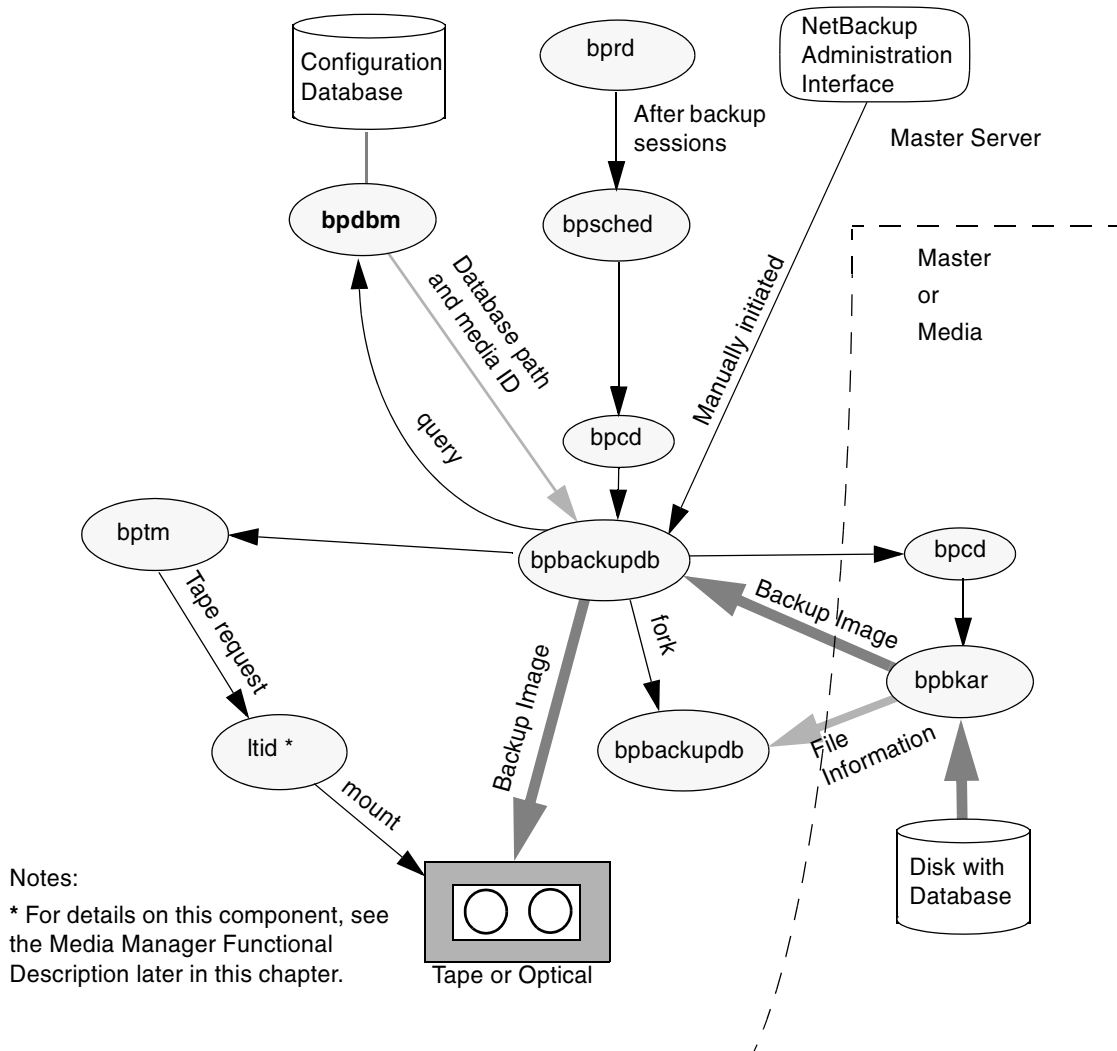 NetBackup
Administration
Interface
bprd
Configuration
Database
After backup
sessions
Master Server
bpdbm
bpsched
Master
or
Media
Database path
and media ID
Manually initiated
query
bpcd
bptm
bpbackupdb
bpcd
Tape request
Backup Image
fork
Backup Image
bpbkar
ltid *
bpbackupdb
File
Information
mount
Disk with
Database
Notes:
* For details on this component, see
the Media Manager Functional
Description later in this chapter.
Tape or Optical